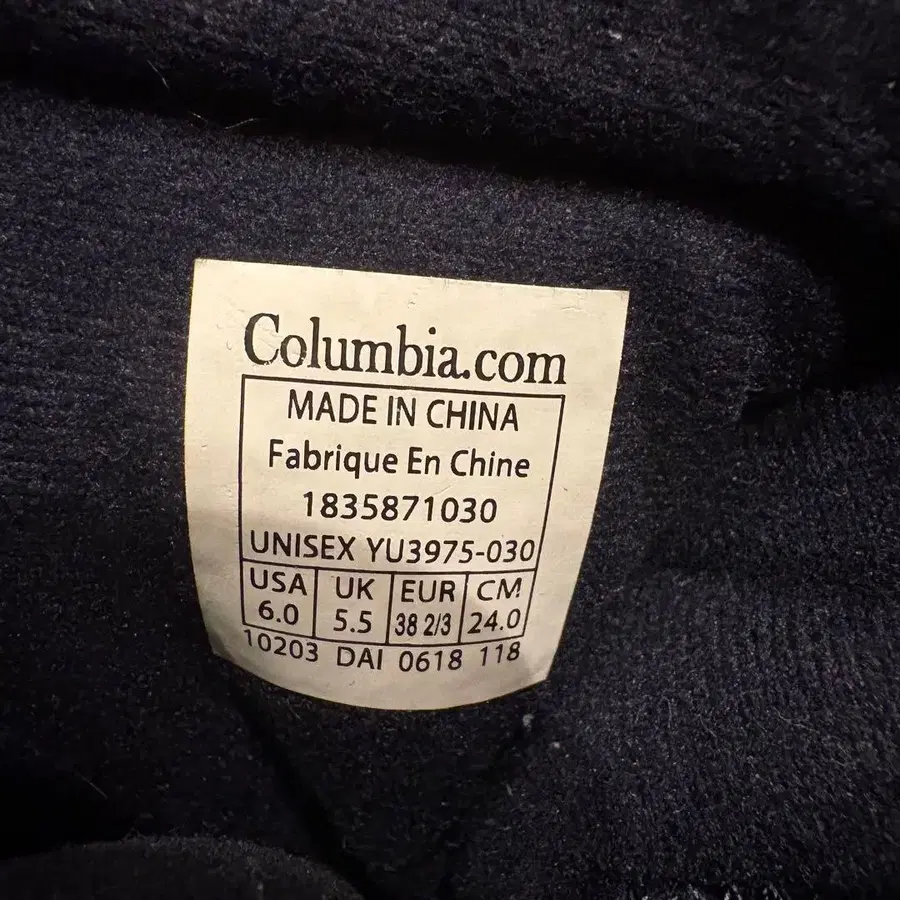 Columbia.com
MADE IN CHINA
Fabrique En Chine
1835871030
UNISEX YU3975-030
USA UK EUR CM
6.0 5.5 38 2/3 24.0
10203 DAI 0618 118